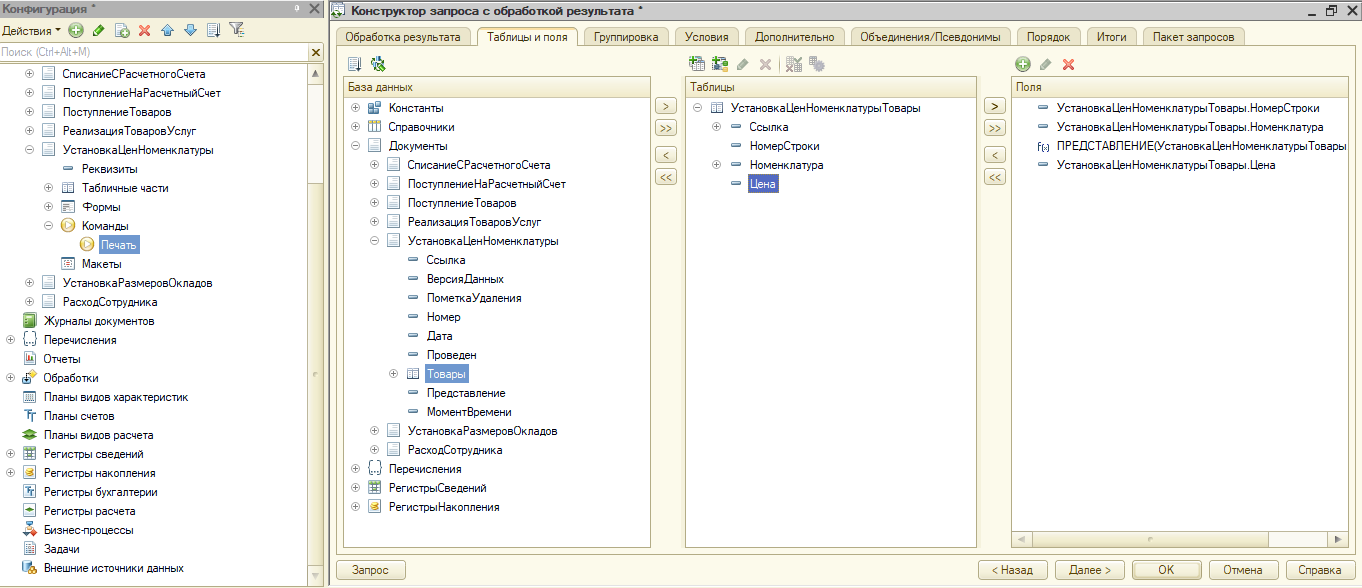 Конфигурация *
Действия
Поиск (Ctrl+Alt+M)
СписаниеСРасчетногоСчета
ПоступлениеНаРасчетныйСчет
ПоступлениеТоваров
РеализацияТоваровУслуг
УстановкаЦенНоменклатуры
Реквизиты
Табличные части
Формы
Команды
Печать
Макеты
УстановкаРазмеровОкладов
РасходСотрудника
Журналы документов
Перечисления
Отчеты
Обработки
Планы видов характеристик
Планы счетов
Планы видов расчета
Регистры сведений
Регистры накопления
Регистры бухгалтерии
Регистры расчета
Бизнес-процессы
Задачи
Внешние источники данных
Конструктор запроса с обработкой результата *
Обработка результата
Таблицы и поля
Группировка
Условия
Дополнительно
Объединения/Псевдонимы
Порядок
Итоги
Пакет запросов
База данных
Константы
Справочники
Документы
СписаниеСРасчетногоСчета
ПоступлениеНаРасчетныйСчет
ПоступлениеТоваров
РеализацияТоваровУслуг
УстановкаЦенНоменклатуры
Ссылка
ВерсияДанных
ПометкаУдаления
Номер
Дата
Проведен
Товары
Представление
МоментВремени
УстановкаРазмеровОкладов
РасходСотрудника
Перечисления
РегистрыСведений
РегистрыНакопления
>
>>
<
<<
Таблицы
УстановкаЦенНоменклатурыТовары
Ссылка
НомерСтроки
Номенклатура
Цена
>
>>
<
<<
Поля
УстановкаЦенНоменклатурыТовары.НомерСтроки
УстановкаЦенНоменклатурыТовары.Номенклатура
f(x) ПРЕДСТАВЛЕНИЕ(УстановкаЦенНоменклатурыТовары
УстановкаЦенНоменклатурыТовары.Цена
Запрос
< Назад
Далее >
OK
Отмена
Справка